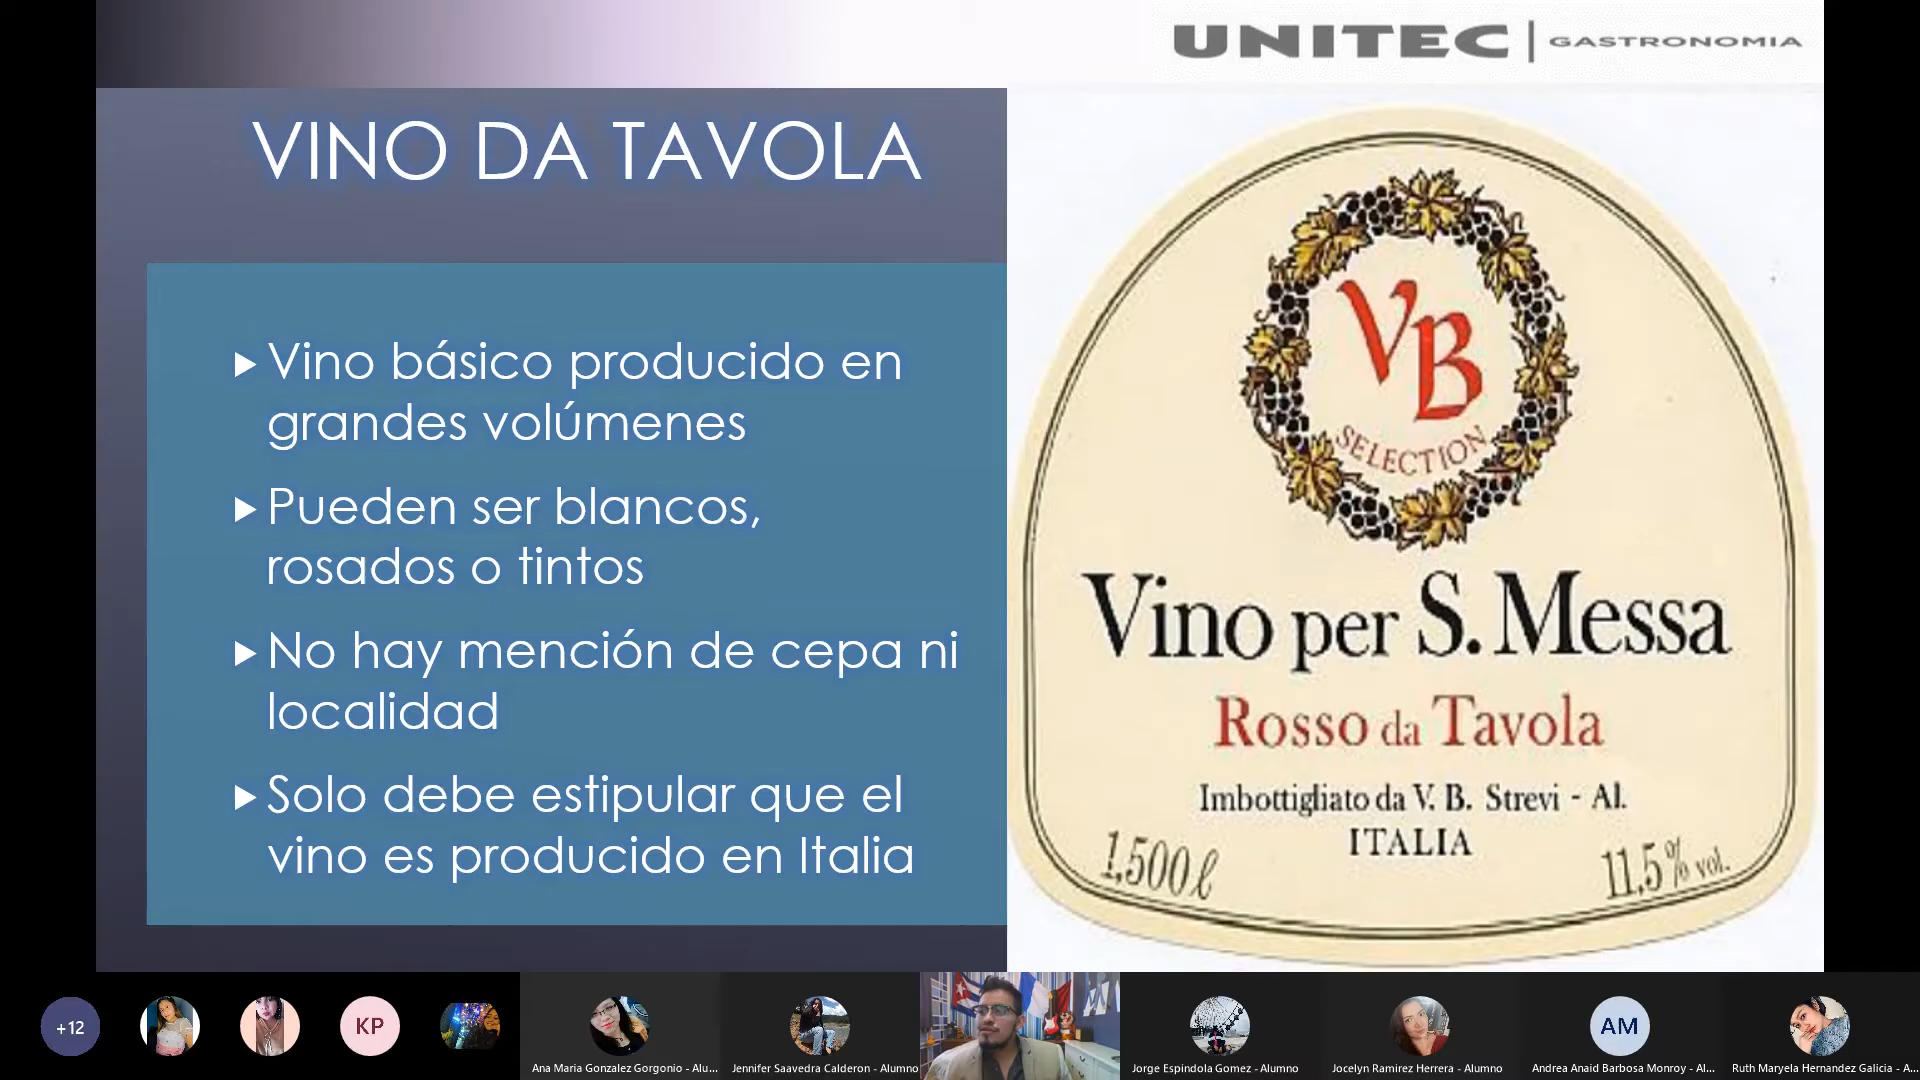 UNITEC | GASTRONOMIA
VINO DA TAVOLA
Vino básico producido en
grandes volúmenes
Pueden ser blancos,
rosados o tintos
No hay mención de cepa ni
localidad
Solo debe estipular que el
vino es producido en Italia
VB
SELECTION
Vino per S. Messa
Rosso da Tavola
Imbottigliato da V. B. Strevi - Al.
ITALIA
1,500 ℓ
11,5% vol.
+12
KP
AM
Ana Maria Gonzalez Gorgonio - Alu...
Jennifer Saavedra Calderon - Alumno
Jorge Espindola Gomez - Alumno
Jocelyn Ramirez Herrera - Alumno
Andrea Anaid Barbosa Monroy - Al...
Ruth Maryela Hernandez Galicia - A...